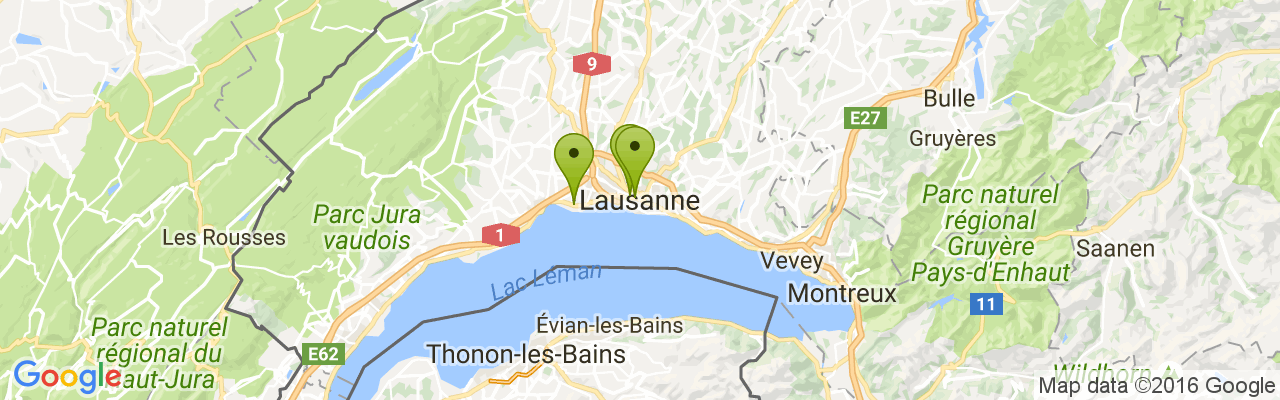 9
Bulle
E27
Gruyères
Lausanne
Parc Jura
vaudois
Les Rousses
1
Parc naturel
régional
Gruyère
Pays-d'Enhaut
Saanen
Vevey
Lac Léman
Montreux
11
Évian-les-Bains
Parc naturel
régional du
Haut-Jura
E62
Thonon-les-Bains
Google
Wildhorn
Map data ©2016 Google